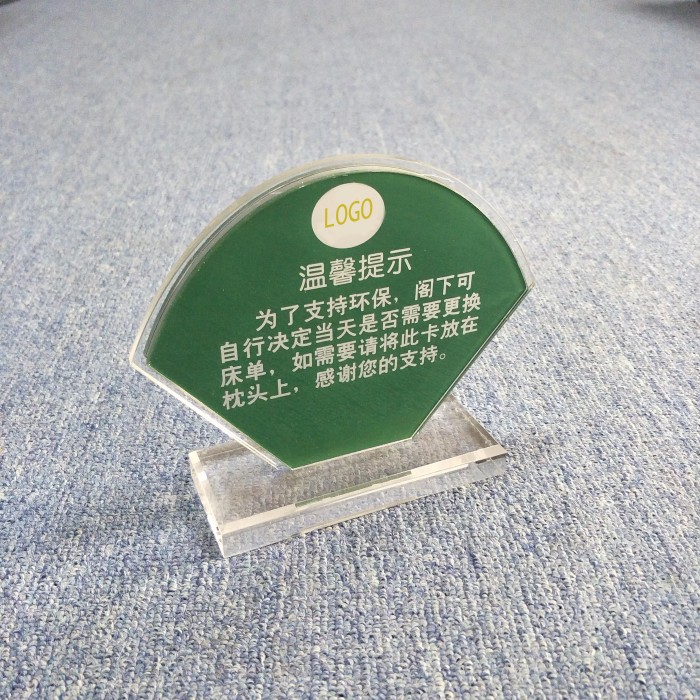 LOGO
温馨提示
为了支持环保，阁下可
自行决定当天是否需要更换
床单，如需要请将此卡放在
枕头上，感谢您的支持。